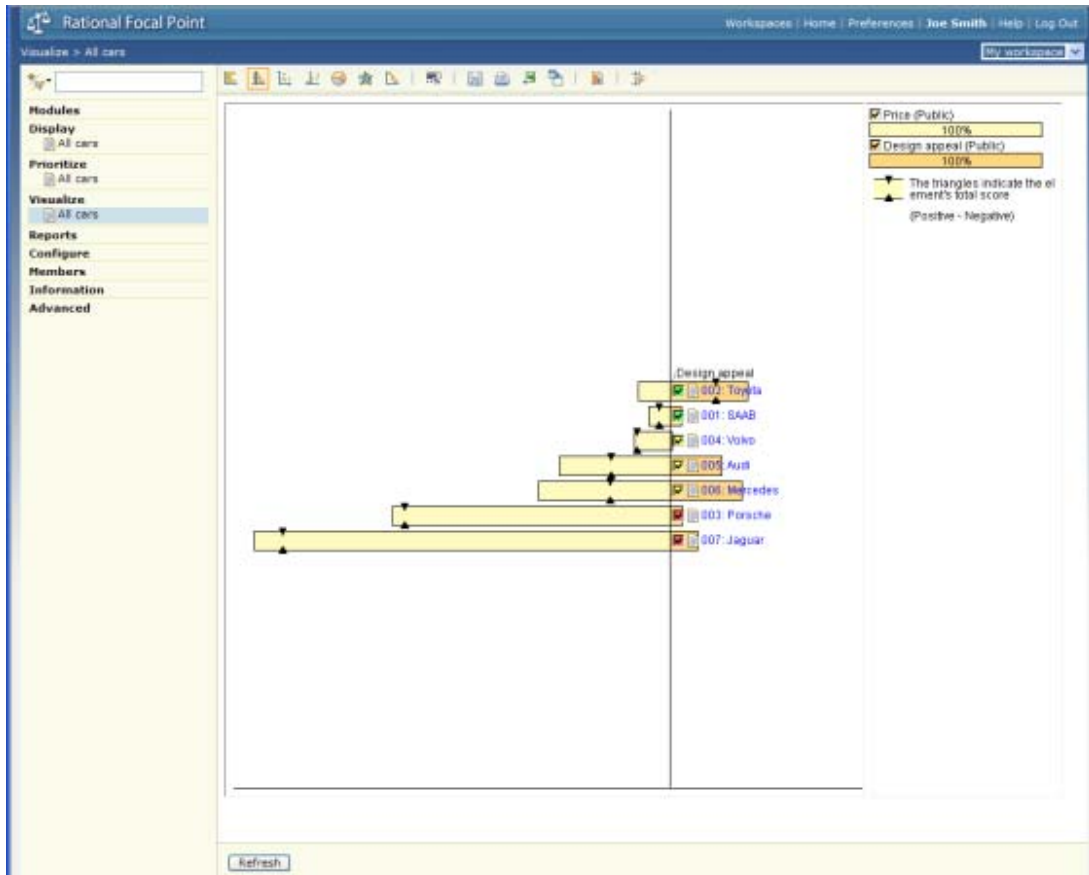 Rational Focal Point
Workspaces | Home | Preferences | Joe Smith | Help | Log Out
Visualize > All cars
My workspace
Modules
Display
All cars
Prioritize
All cars
Visualize
All cars
Reports
Configure
Members
Information
Advanced
Price (Public)
100%
Design appeal (Public)
100%
The triangles indicate the el
ement's total score
(Positive - Negative)
Design appeal
002: Toyota
001: SAAB
004: Volvo
005: Audi
006: Mercedes
003: Porsche
007: Jaguar
Refresh